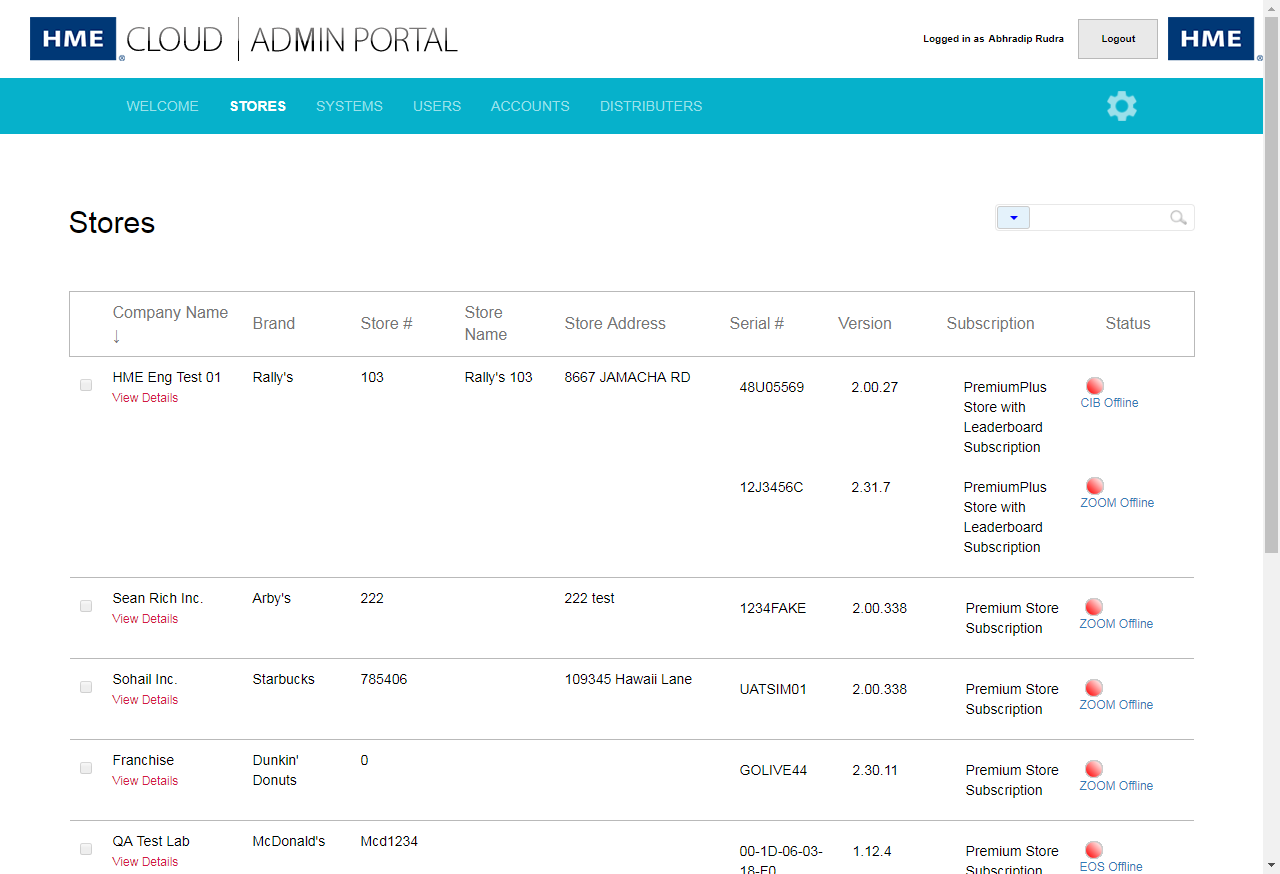 HME® CLOUD | ADMIN PORTAL
Logged in as Abhradip Rudra
Logout
HME®
WELCOME STORES SYSTEMS USERS ACCOUNTS DISTRIBUTERS
Stores
Company Name ↓ Brand Store # Store Name Store Address Serial # Version Subscription Status
HME Eng Test 01 Rally's 103 Rally's 103 8667 JAMACHA RD
View Details
48U05569 2.00.27 PremiumPlus
Store with
Leaderboard
Subscription
CIB Offline
12J3456C 2.31.7 PremiumPlus
Store with
Leaderboard
Subscription
ZOOM Offline
Sean Rich Inc. Arby's 222 222 test
View Details
1234FAKE 2.00.338 Premium Store
Subscription
ZOOM Offline
Sohail Inc. Starbucks 785406 109345 Hawaii Lane
View Details
UATSIM01 2.00.338 Premium Store
Subscription
ZOOM Offline
Franchise Dunkin' Donuts 0
View Details
GOLIVE44 2.30.11 Premium Store
Subscription
ZOOM Offline
QA Test Lab McDonald's Mcd1234
View Details
00-1D-06-03-
18-F0
1.12.4 Premium Store
Subscription
EOS Offline